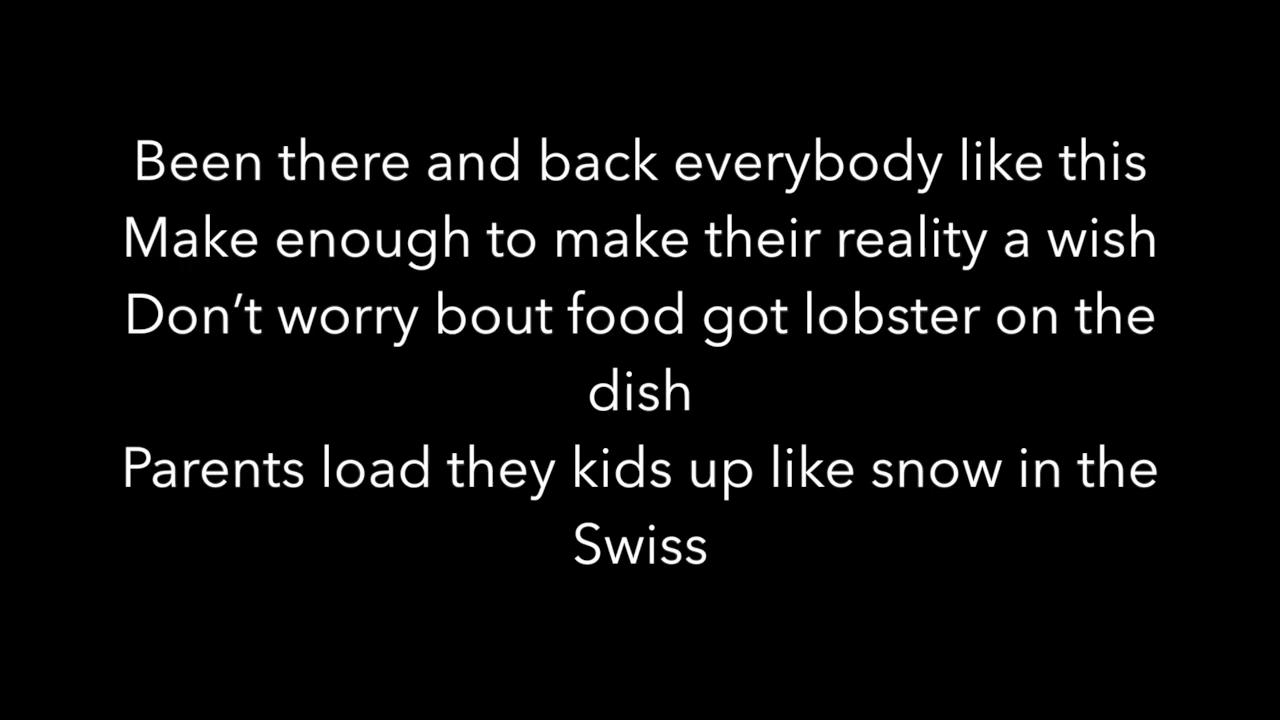 Been there and back everybody like this
Make enough to make their reality a wish
Don’t worry bout food got lobster on the
dish
Parents load they kids up like snow in the
Swiss